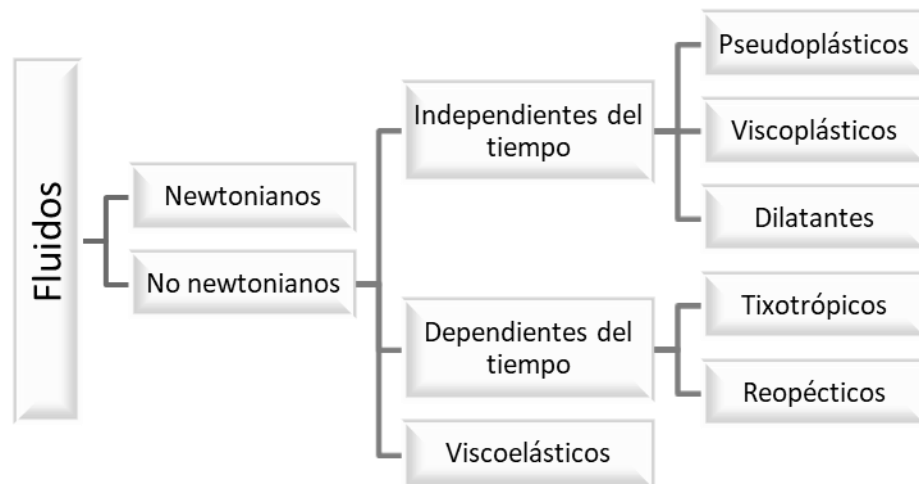 Fluidos
Newtonianos
No newtonianos
Independientes del
tiempo
Dependientes del
tiempo
Viscoelásticos
Pseudoplásticos
Viscoplásticos
Dilatantes
Tixotrópicos
Reopécticos